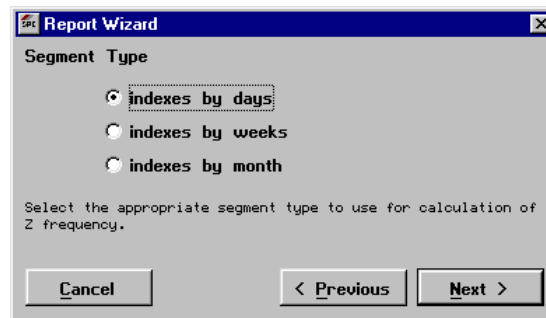 SPC Report Wizard
Segment Type
indexes by days
indexes by weeks
indexes by month
Select the appropriate segment type to use for calculation of
Z frequency.
Cancel < Previous Next >